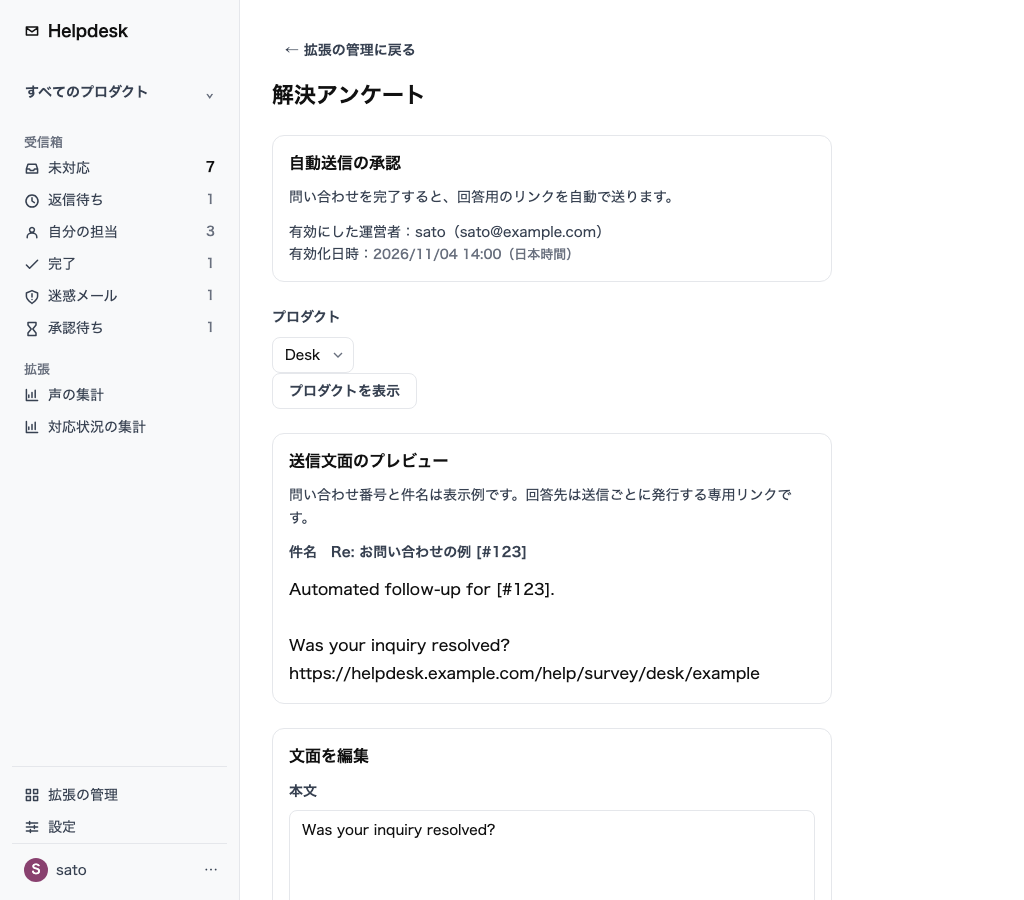 Helpdesk
すべてのプロダクト
受信箱
未対応 7
返信待ち 1
自分の担当 3
完了 1
迷惑メール 1
承認待ち 1
拡張
声の集計
対応状況の集計
拡張の管理
設定
S sato ...
← 拡張の管理に戻る
解決アンケート
自動送信の承認
問い合わせを完了すると、回答用のリンクを自動で送ります。
有効にした運営者：sato（sato@example.com）
有効化日時：2026/11/04 14:00（日本時間）
プロダクト
Desk
プロダクトを表示
送信文面のプレビュー
問い合わせ番号と件名は表示例です。回答先は送信ごとに発行する専用リンクで
す。
件名　Re: お問い合わせの例 [#123]
Automated follow-up for [#123].
Was your inquiry resolved?
https://helpdesk.example.com/help/survey/desk/example
文面を編集
本文
Was your inquiry resolved?